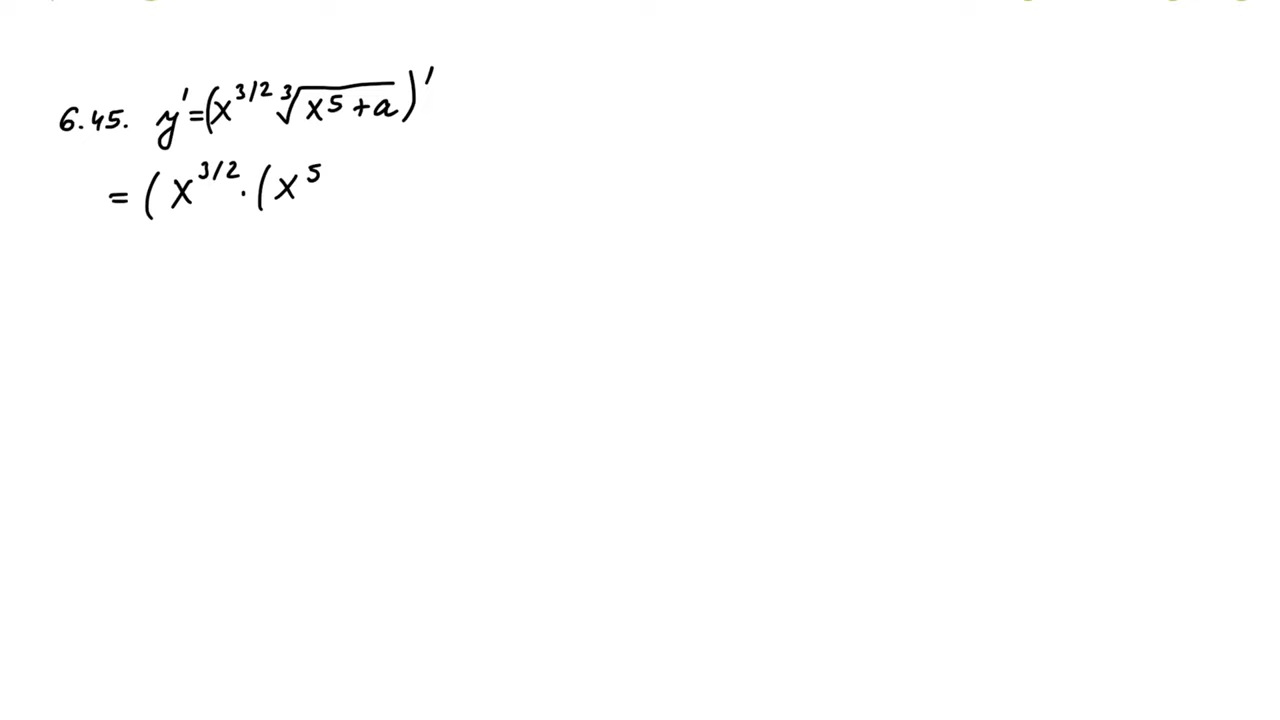 6.45. y'=(x^{3/2} ∛(x^5+a))'
= (x^{3/2}·(x^5